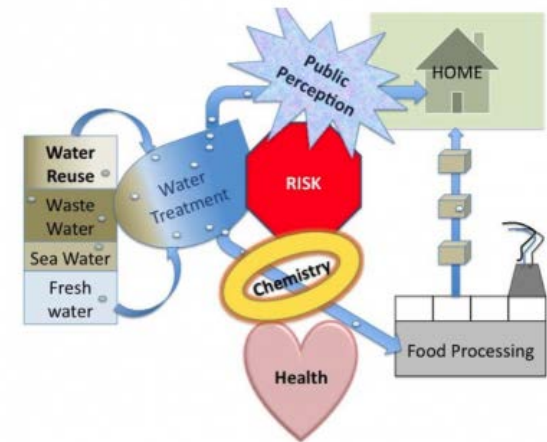 Public
Perception
HOME
Water
Reuse
Waste
Water
Sea Water
Fresh
water
Water
Treatment
RISK
Chemistry
Food Processing
Health